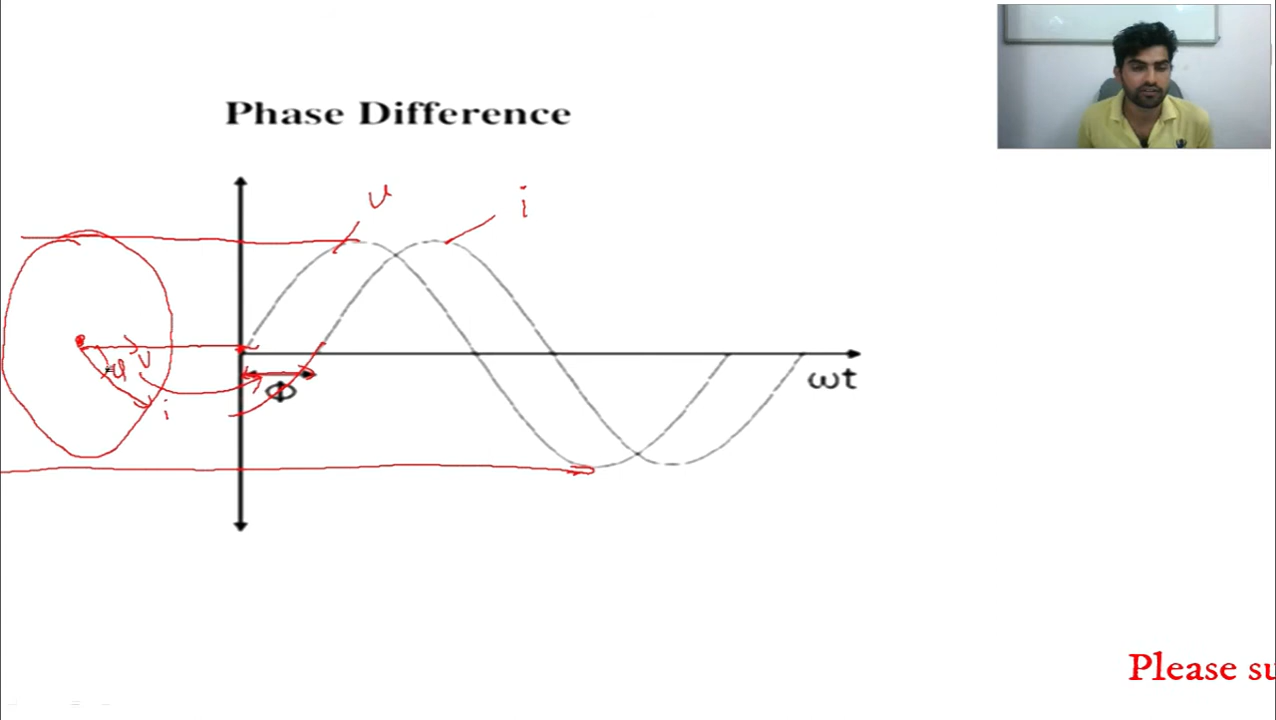 Phase Difference
v
i
v
φ
i
Φ
ωt
Please su